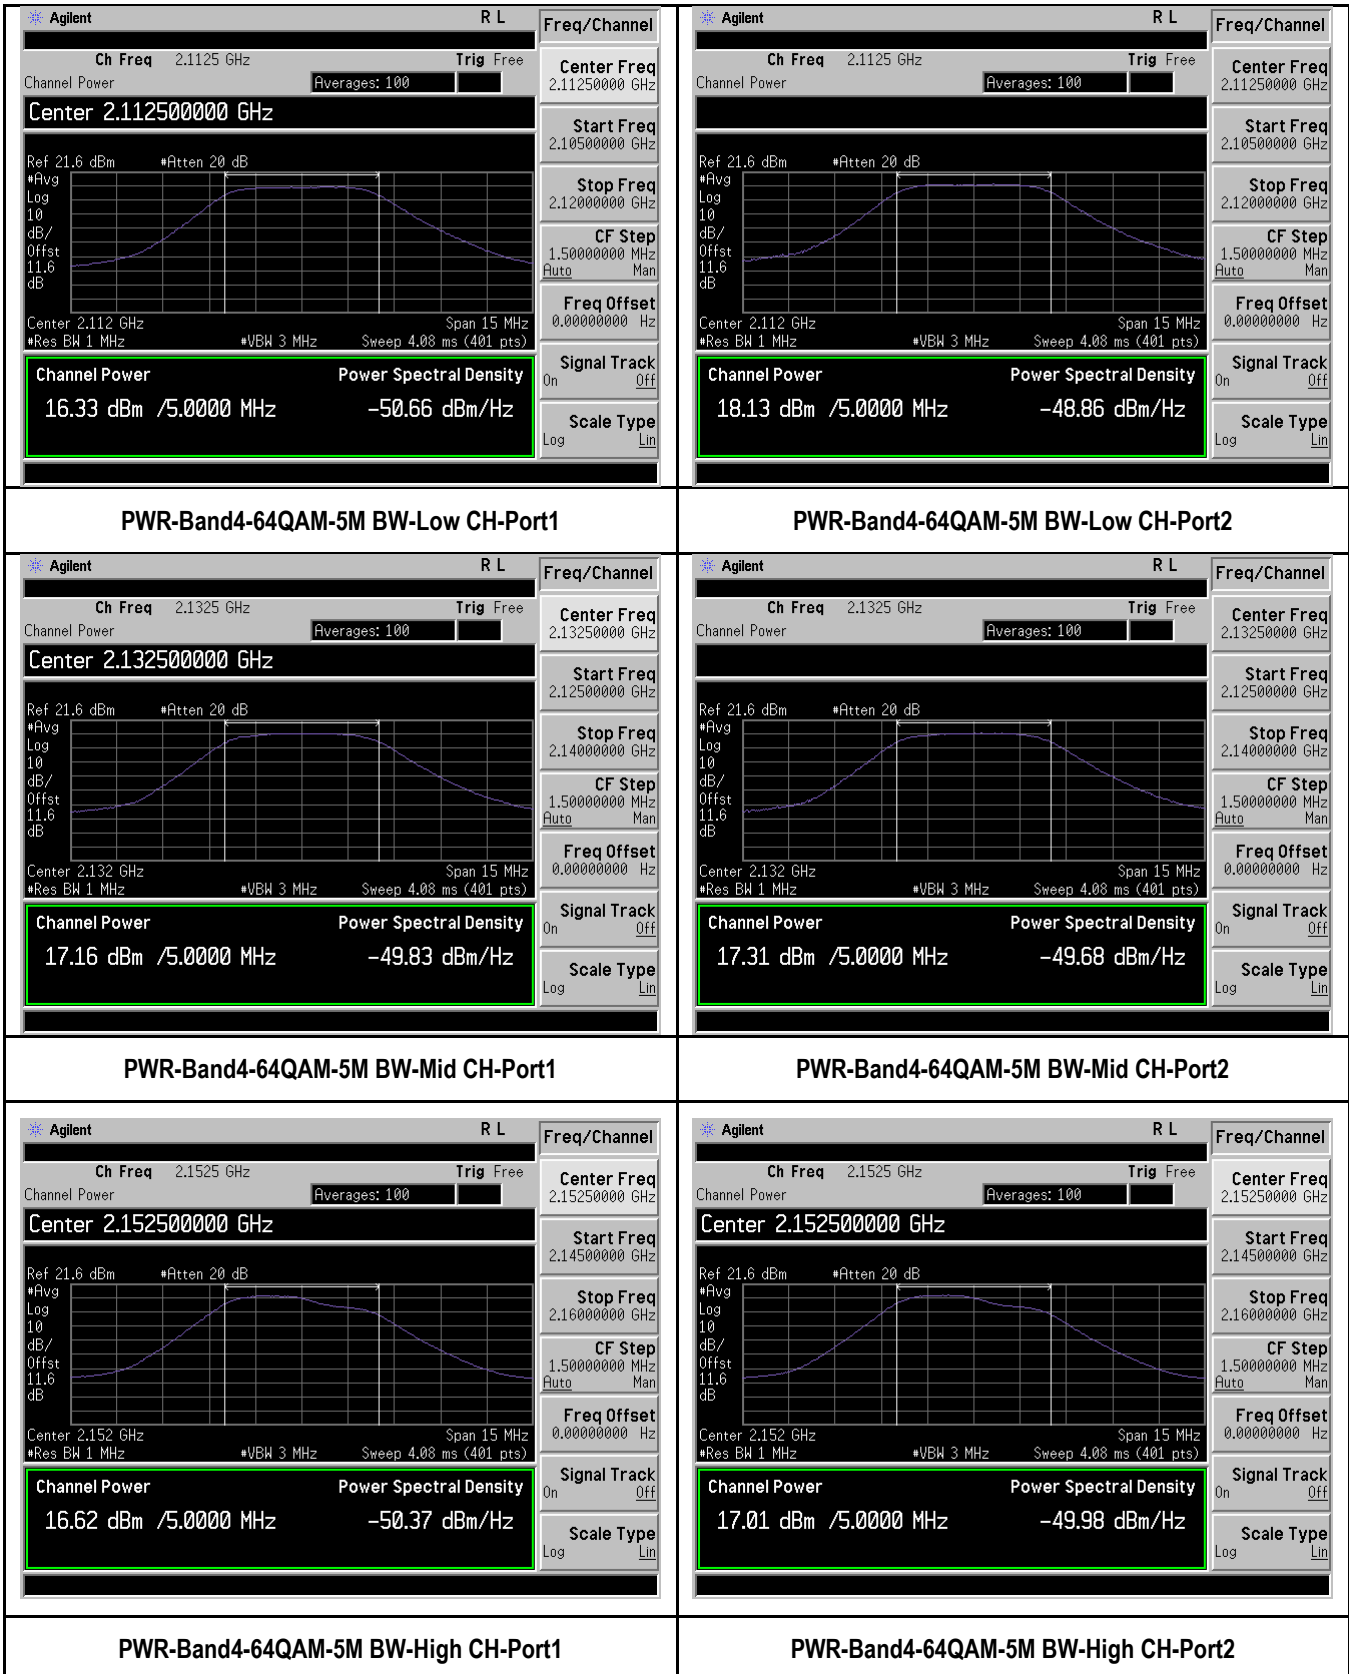 Agilent
R L
Freq/Channel
Ch Freq 2.1125 GHz
Trig Free
Channel Power
Averages: 100
Center 2.112500000 GHz
Ref 21.6 dBm
#Atten 20 dB
#Avg
Log
10
dB/
Offst
11.6
dB
Center 2.112 GHz
Span 15 MHz
#Res BW 1 MHz
#VBW 3 MHz
Sweep 4.08 ms (401 pts)
Channel Power
Power Spectral Density
16.33 dBm /5.0000 MHz
-50.66 dBm/Hz
Center Freq
2.11250000 GHz
Start Freq
2.10500000 GHz
Stop Freq
2.12000000 GHz
CF Step
1.50000000 MHz
Auto Man
Freq Offset
0.00000000 Hz
Signal Track
On Off
Scale Type
Log Lin
PWR-Band4-64QAM-5M BW-Low CH-Port1
Agilent
R L
Freq/Channel
Ch Freq 2.1125 GHz
Trig Free
Channel Power
Averages: 100
Ref 21.6 dBm
#Atten 20 dB
#Avg
Log
10
dB/
Offst
11.6
dB
Center 2.112 GHz
Span 15 MHz
#Res BW 1 MHz
#VBW 3 MHz
Sweep 4.08 ms (401 pts)
Channel Power
Power Spectral Density
18.13 dBm /5.0000 MHz
-48.86 dBm/Hz
Center Freq
2.11250000 GHz
Start Freq
2.10500000 GHz
Stop Freq
2.12000000 GHz
CF Step
1.50000000 MHz
Auto Man
Freq Offset
0.00000000 Hz
Signal Track
On Off
Scale Type
Log Lin
PWR-Band4-64QAM-5M BW-Low CH-Port2
Agilent
R L
Freq/Channel
Ch Freq 2.1325 GHz
Trig Free
Channel Power
Averages: 100
Center 2.132500000 GHz
Ref 21.6 dBm
#Atten 20 dB
#Avg
Log
10
dB/
Offst
11.6
dB
Center 2.132 GHz
Span 15 MHz
#Res BW 1 MHz
#VBW 3 MHz
Sweep 4.08 ms (401 pts)
Channel Power
Power Spectral Density
17.16 dBm /5.0000 MHz
-49.83 dBm/Hz
Center Freq
2.13250000 GHz
Start Freq
2.12500000 GHz
Stop Freq
2.14000000 GHz
CF Step
1.50000000 MHz
Auto Man
Freq Offset
0.00000000 Hz
Signal Track
On Off
Scale Type
Log Lin
PWR-Band4-64QAM-5M BW-Mid CH-Port1
Agilent
R L
Freq/Channel
Ch Freq 2.1325 GHz
Trig Free
Channel Power
Averages: 100
Ref 21.6 dBm
#Atten 20 dB
#Avg
Log
10
dB/
Offst
11.6
dB
Center 2.132 GHz
Span 15 MHz
#Res BW 1 MHz
#VBW 3 MHz
Sweep 4.08 ms (401 pts)
Channel Power
Power Spectral Density
17.31 dBm /5.0000 MHz
-49.68 dBm/Hz
Center Freq
2.13250000 GHz
Start Freq
2.12500000 GHz
Stop Freq
2.14000000 GHz
CF Step
1.50000000 MHz
Auto Man
Freq Offset
0.00000000 Hz
Signal Track
On Off
Scale Type
Log Lin
PWR-Band4-64QAM-5M BW-Mid CH-Port2
Agilent
R L
Freq/Channel
Ch Freq 2.1525 GHz
Trig Free
Channel Power
Averages: 100
Center 2.152500000 GHz
Ref 21.6 dBm
#Atten 20 dB
#Avg
Log
10
dB/
Offst
11.6
dB
Center 2.152 GHz
Span 15 MHz
#Res BW 1 MHz
#VBW 3 MHz
Sweep 4.08 ms (401 pts)
Channel Power
Power Spectral Density
16.62 dBm /5.0000 MHz
-50.37 dBm/Hz
Center Freq
2.15250000 GHz
Start Freq
2.14500000 GHz
Stop Freq
2.16000000 GHz
CF Step
1.50000000 MHz
Auto Man
Freq Offset
0.00000000 Hz
Signal Track
On Off
Scale Type
Log Lin
PWR-Band4-64QAM-5M BW-High CH-Port1
Agilent
R L
Freq/Channel
Ch Freq 2.1525 GHz
Trig Free
Channel Power
Averages: 100
Center 2.152500000 GHz
Ref 21.6 dBm
#Atten 20 dB
#Avg
Log
10
dB/
Offst
11.6
dB
Center 2.152 GHz
Span 15 MHz
#Res BW 1 MHz
#VBW 3 MHz
Sweep 4.08 ms (401 pts)
Channel Power
Power Spectral Density
17.01 dBm /5.0000 MHz
-49.98 dBm/Hz
Center Freq
2.15250000 GHz
Start Freq
2.14500000 GHz
Stop Freq
2.16000000 GHz
CF Step
1.50000000 MHz
Auto Man
Freq Offset
0.00000000 Hz
Signal Track
On Off
Scale Type
Log Lin
PWR-Band4-64QAM-5M BW-High CH-Port2